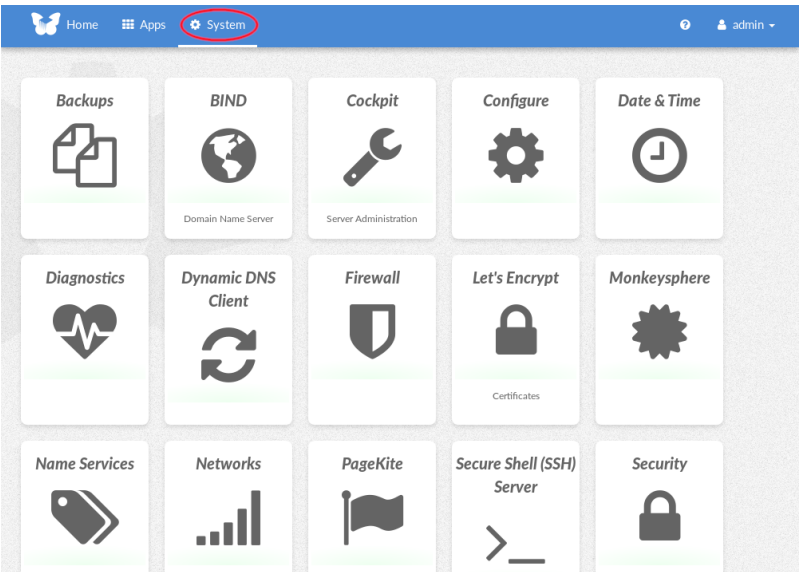 Home Apps System admin
Backups BIND Cockpit Configure Date & Time
Domain Name Server Server Administration
Diagnostics Dynamic DNS Client Firewall Let's Encrypt Monkeysphere
Certificates
Name Services Networks PageKite Secure Shell (SSH) Server Security